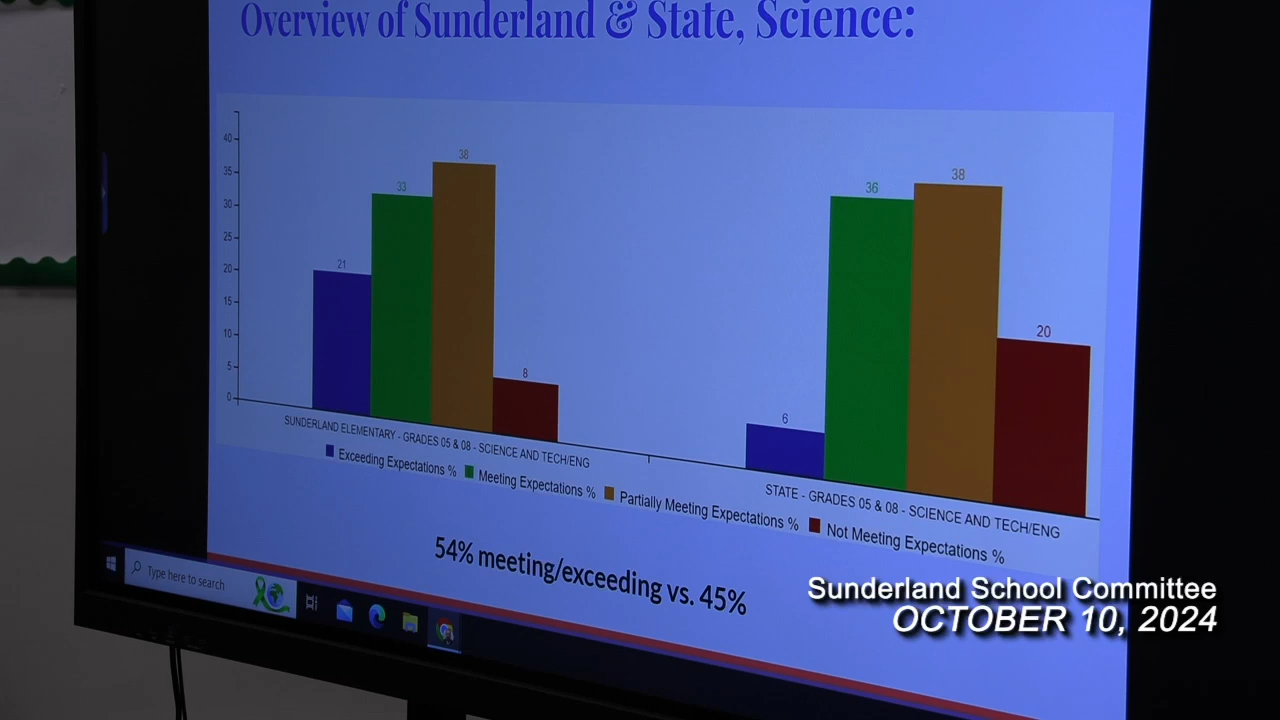 Overview of Sunderland & State, Science:
40
35
30
25
20
15
10
5
0
21
33
38
8
6
36
38
20
SUNDERLAND ELEMENTARY - GRADES 05 & 08 - SCIENCE AND TECH/ENG
STATE - GRADES 05 & 08 - SCIENCE AND TECH/ENG
Exceeding Expectations % Meeting Expectations % Partially Meeting Expectations % Not Meeting Expectations %
54% meeting/exceeding vs. 45%
Type here to search
Sunderland School Committee
OCTOBER 10, 2024